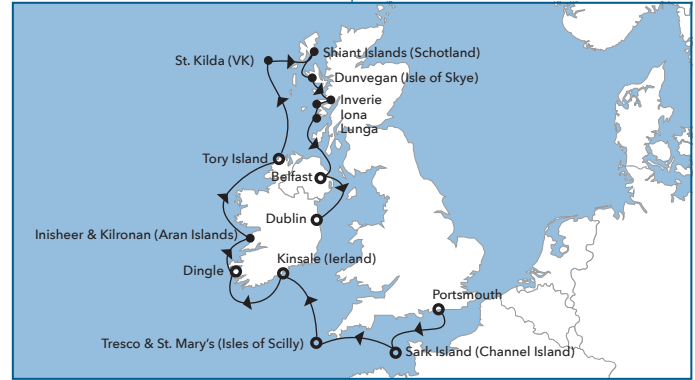 St. Kilda (VK)
Shiant Islands (Schotland)
Dunvegan (Isle of Skye)
Inverie
Iona
Lunga
Tory Island
Belfast
Dublin
Inisheer & Kilronan (Aran Islands)
Kinsale (Ierland)
Dingle
Portsmouth
Tresco & St. Mary's (Isles of Scilly)
Sark Island (Channel Island)